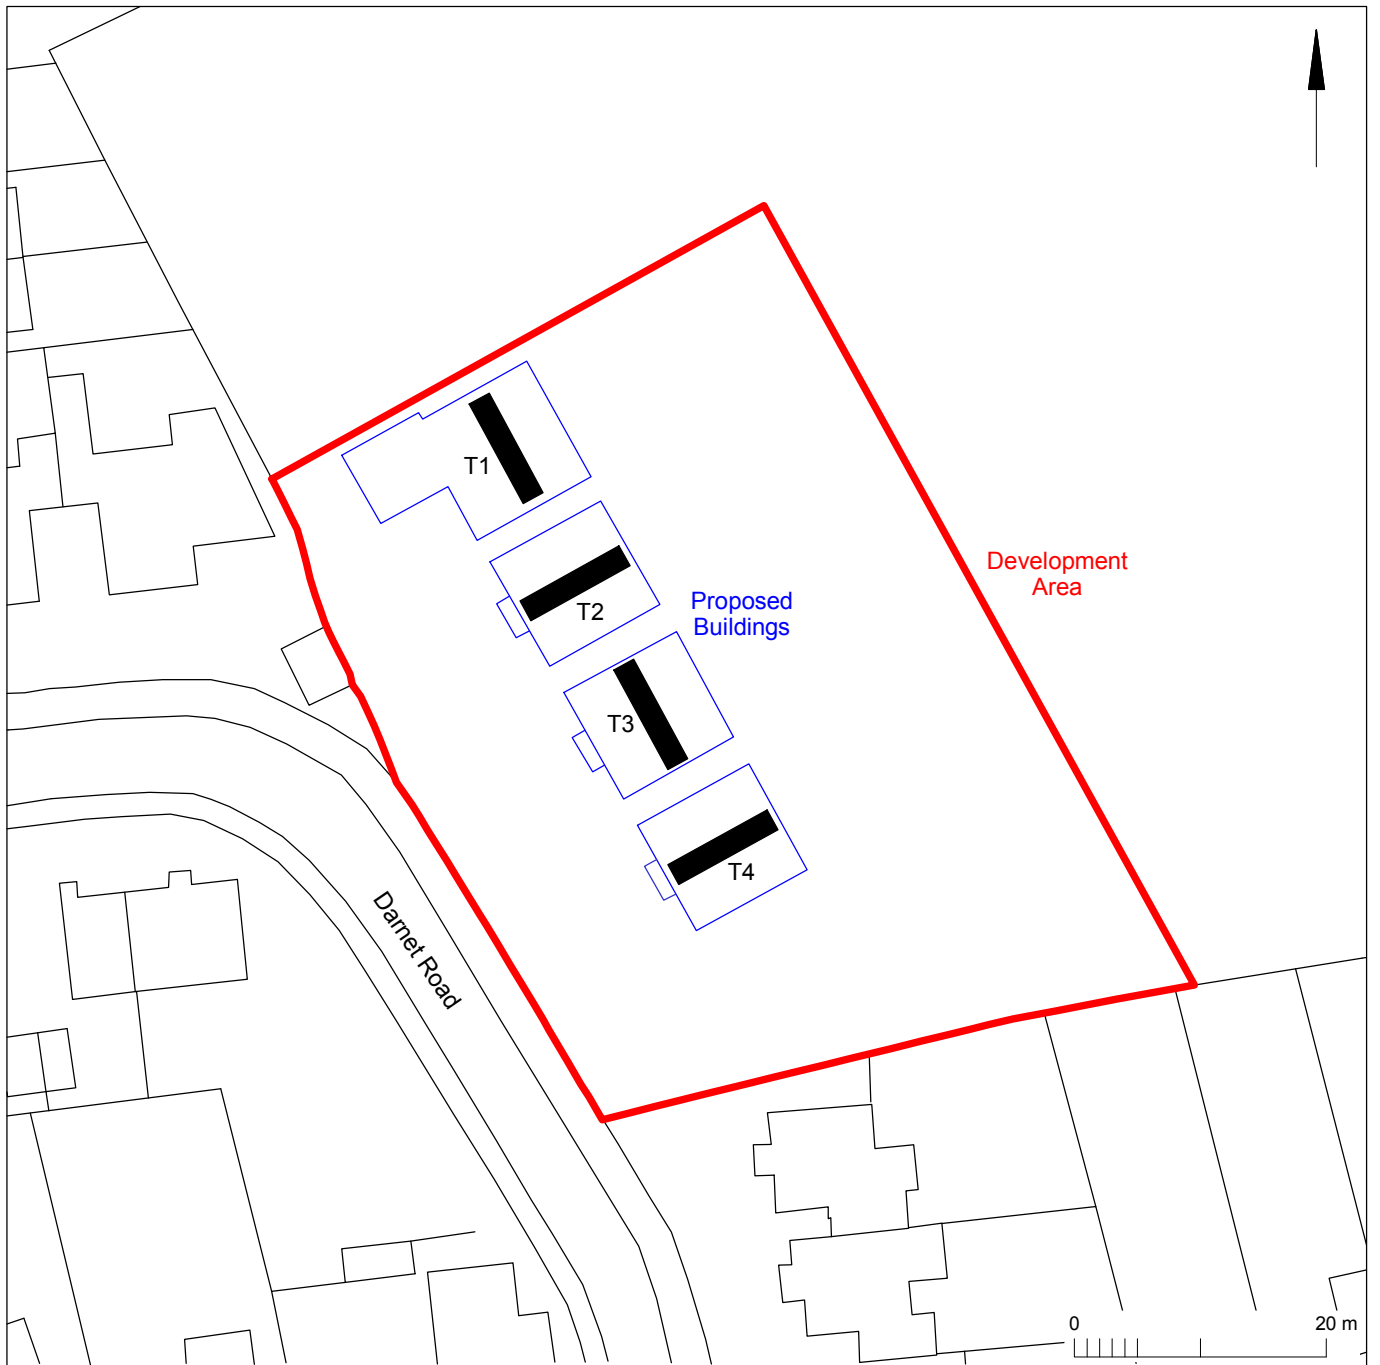 T1
Development
Area
Proposed
Buildings
T2
T3
T4
Darnet Road
0 20 m